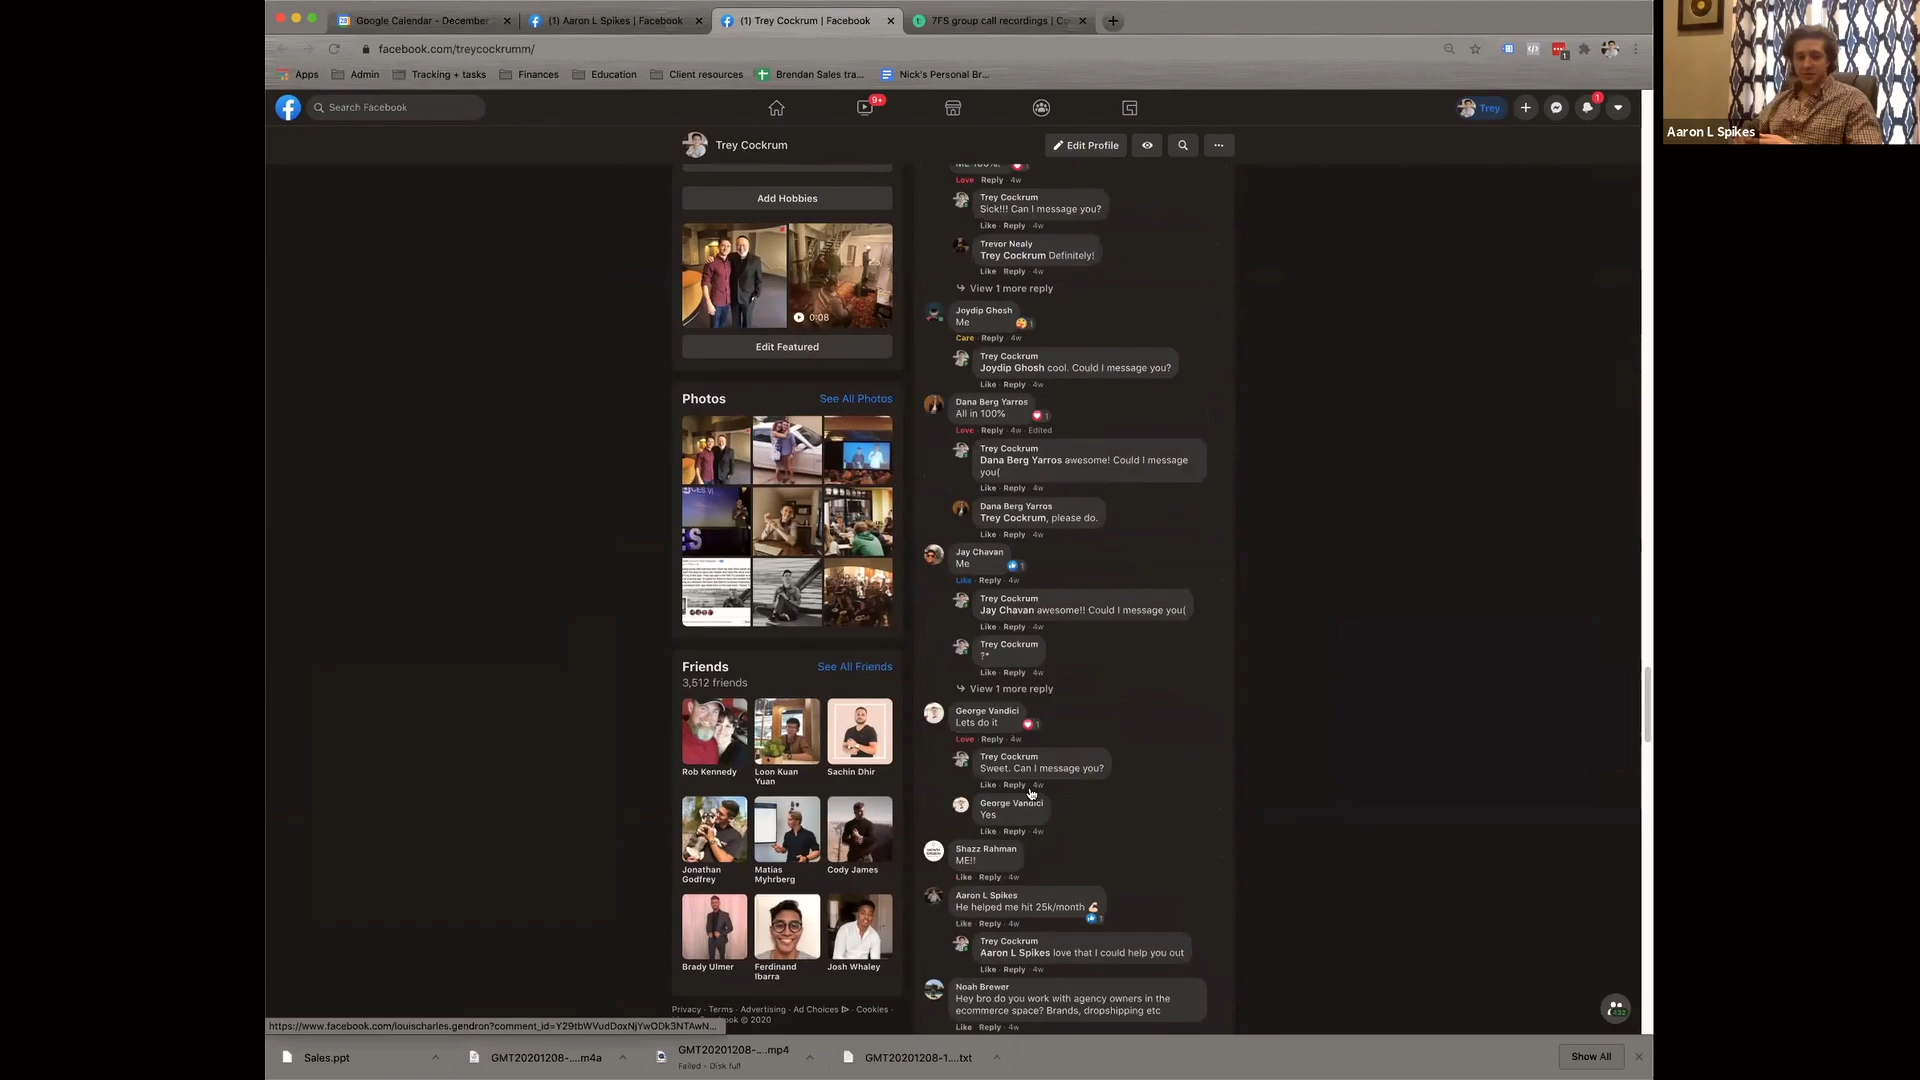 Google Calendar - December
(1) Aaron L Spikes | Facebook
(1) Trey Cockrum | Facebook
7FS group call recordings | Co
facebook.com/treycockrumm/
Apps
Admin
Tracking + tasks
Finances
Education
Client resources
Brendan Sales tra...
Nick's Personal Br...
Search Facebook
9+
Trey
1
Trey Cockrum
Edit Profile
Add Hobbies
0:08
Edit Featured
Photos
See All Photos
Friends
See All Friends
3,512 friends
Rob Kennedy
Loon Kuan
Yuan
Sachin Dhir
Jonathan
Godfrey
Matias
Myhrberg
Cody James
Brady Ulmer
Ferdinand
Ibarra
Josh Whaley
Privacy · Terms · Advertising · Ad Choices · Cookies ·
© 2020
Love · Reply · 4w
Trey Cockrum
Sick!!! Can I message you?
Like · Reply · 4w
Trevor Nealy
Trey Cockrum Definitely!
Like · Reply · 4w
View 1 more reply
Joydip Ghosh
Me
1
Care · Reply · 4w
Trey Cockrum
Joydip Ghosh cool. Could I message you?
Like · Reply · 4w
Dana Berg Yarros
All in 100%
1
Love · Reply · 4w · Edited
Trey Cockrum
Dana Berg Yarros awesome! Could I message
you(
Like · Reply · 4w
Dana Berg Yarros
Trey Cockrum, please do.
Like · Reply · 4w
Jay Chavan
Me
1
Like · Reply · 4w
Trey Cockrum
Jay Chavan awesome!! Could I message you(
Like · Reply · 4w
Trey Cockrum
?*
Like · Reply · 4w
View 1 more reply
George Vandici
Lets do it
1
Love · Reply · 4w
Trey Cockrum
Sweet. Can I message you?
Like · Reply · 4w
George Vandici
Yes
Like · Reply · 4w
Shazz Rahman
ME!!
Like · Reply · 4w
Aaron L Spikes
He helped me hit 25k/month 💪
1
Like · Reply · 4w
Trey Cockrum
Aaron L Spikes love that I could help you out
Like · Reply · 4w
Noah Brewer
Hey bro do you work with agency owners in the
ecommerce space? Brands, dropshipping etc
Like · Reply · 4w
Sales.ppt
GMT20201208-....m4a
GMT20201208-....mp4
Failed - Disk full
GMT20201208-1....txt
Show All
Aaron L Spikes